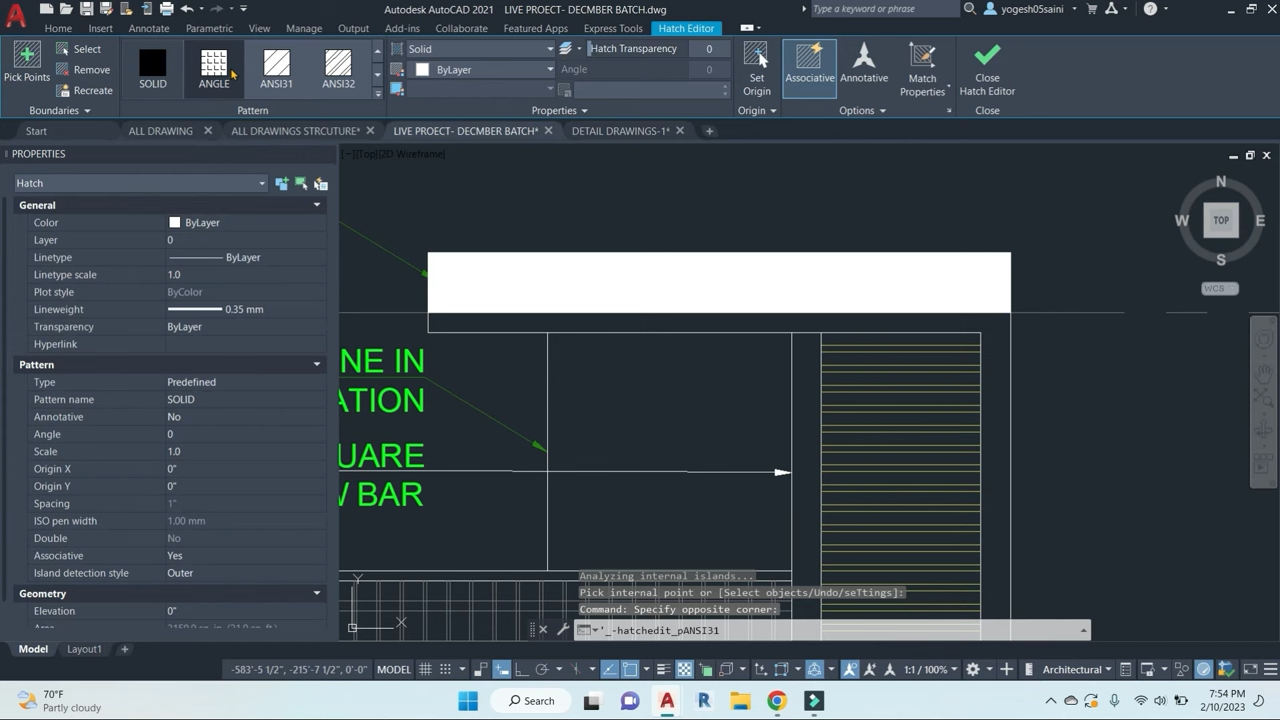 Autodesk AutoCAD 2021 LIVE PROECT- DECMBER BATCH.dwg
Type a keyword or phrase
yogesh05saini
Home Insert Annotate Parametric View Manage Output Add-ins Collaborate Express Tools Featured Apps Hatch Editor
Pick Points
Select
Remove
Recreate
Boundaries
SOLID
ANGLE
ANSI31
ANSI32
Pattern
Solid
ByLayer
Hatch Transparency 0
Angle 0
Properties
Set
Origin
Origin
Associative
Annotative
Match
Properties
Options
Close
Hatch Editor
Close
Start
ALL DRAWING
ALL DRAWINGS STRCUTURE*
LIVE PROECT- DECMBER BATCH*
DETAIL DRAWINGS-1*
PROPERTIES
[−][Top][2D Wireframe]
Hatch
General
Color ByLayer
Layer 0
Linetype ByLayer
Linetype scale 1.0
Plot style ByColor
Lineweight 0.35 mm
Transparency ByLayer
Hyperlink
Pattern
Type Predefined
Pattern name SOLID
Annotative No
Angle 0
Scale 1.0
Origin X 0"
Origin Y 0"
Spacing 1"
ISO pen width 1.00 mm
Double No
Associative Yes
Island detection style Outer
Geometry
Elevation 0"
N
W TOP E
S
WCS
NE IN
ATION
UARE
W BAR
Y
X
Analyzing internal islands...
Pick internal point or [Select objects/Undo/seTtings]:
Command: Specify opposite corner:
'_-hatchedit_pANSI31
Model Layout1
-583'-5 1/2", -215'-7 1/2", 0'-0" MODEL 1:1 / 100% Architectural
70°F
Partly cloudy
Search
7:54 PM
2/10/2023